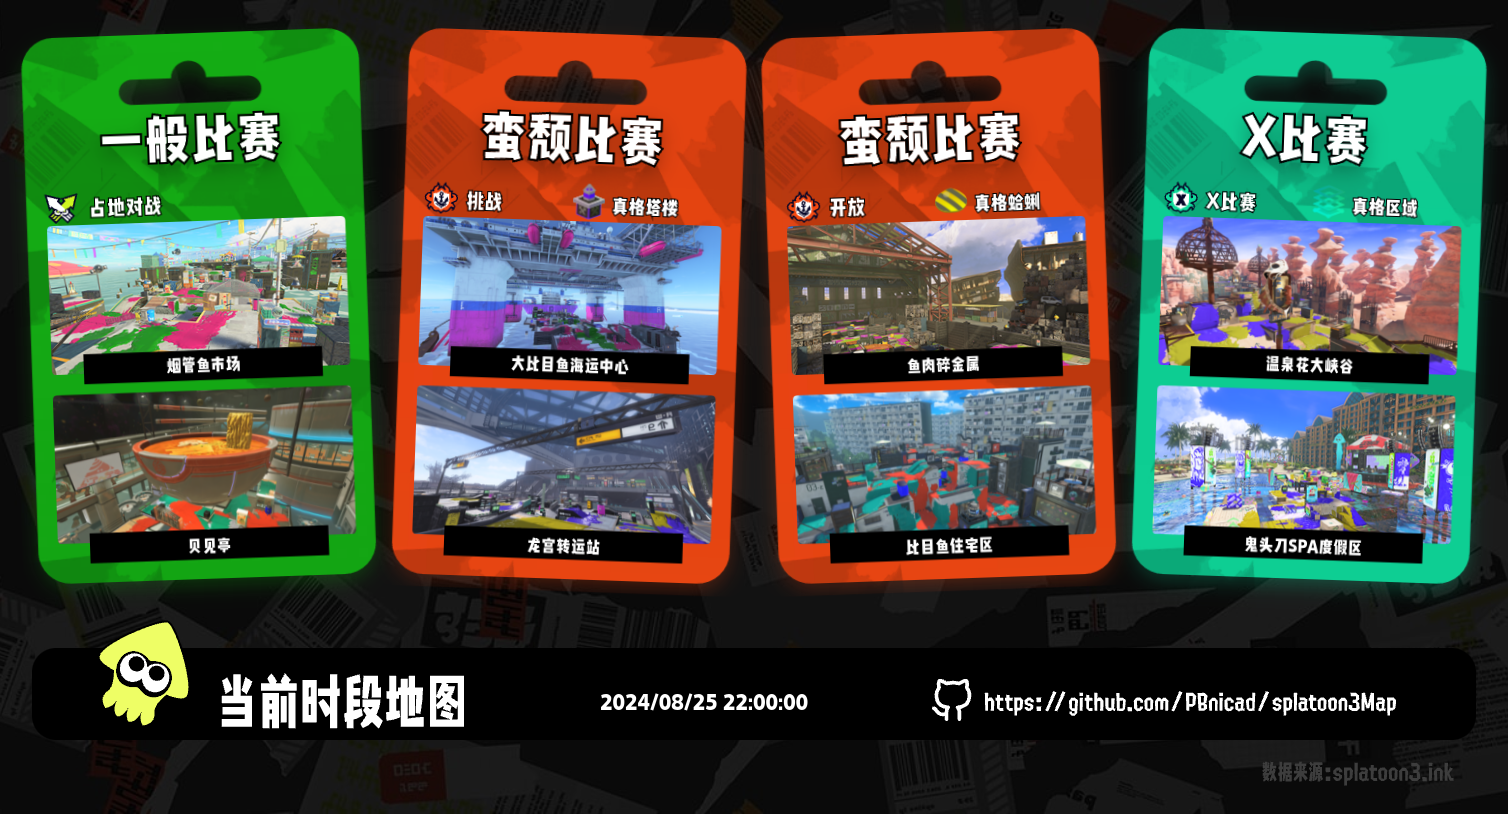 一般比赛
占地对战
烟管鱼市场
贝见亭
蛮颓比赛
挑战
真格塔楼
大比目鱼海运中心
龙宫转运站
蛮颓比赛
开放
真格蛤蜊
鱼肉碎金属
比目鱼住宅区
X比赛
X比赛
真格区域
温泉花大峡谷
鬼头刀SPA度假区
当前时段地图
2024/08/25 22:00:00
https://github.com/PBnicad/splatoon3Map
数据来源:splatoon3.ink